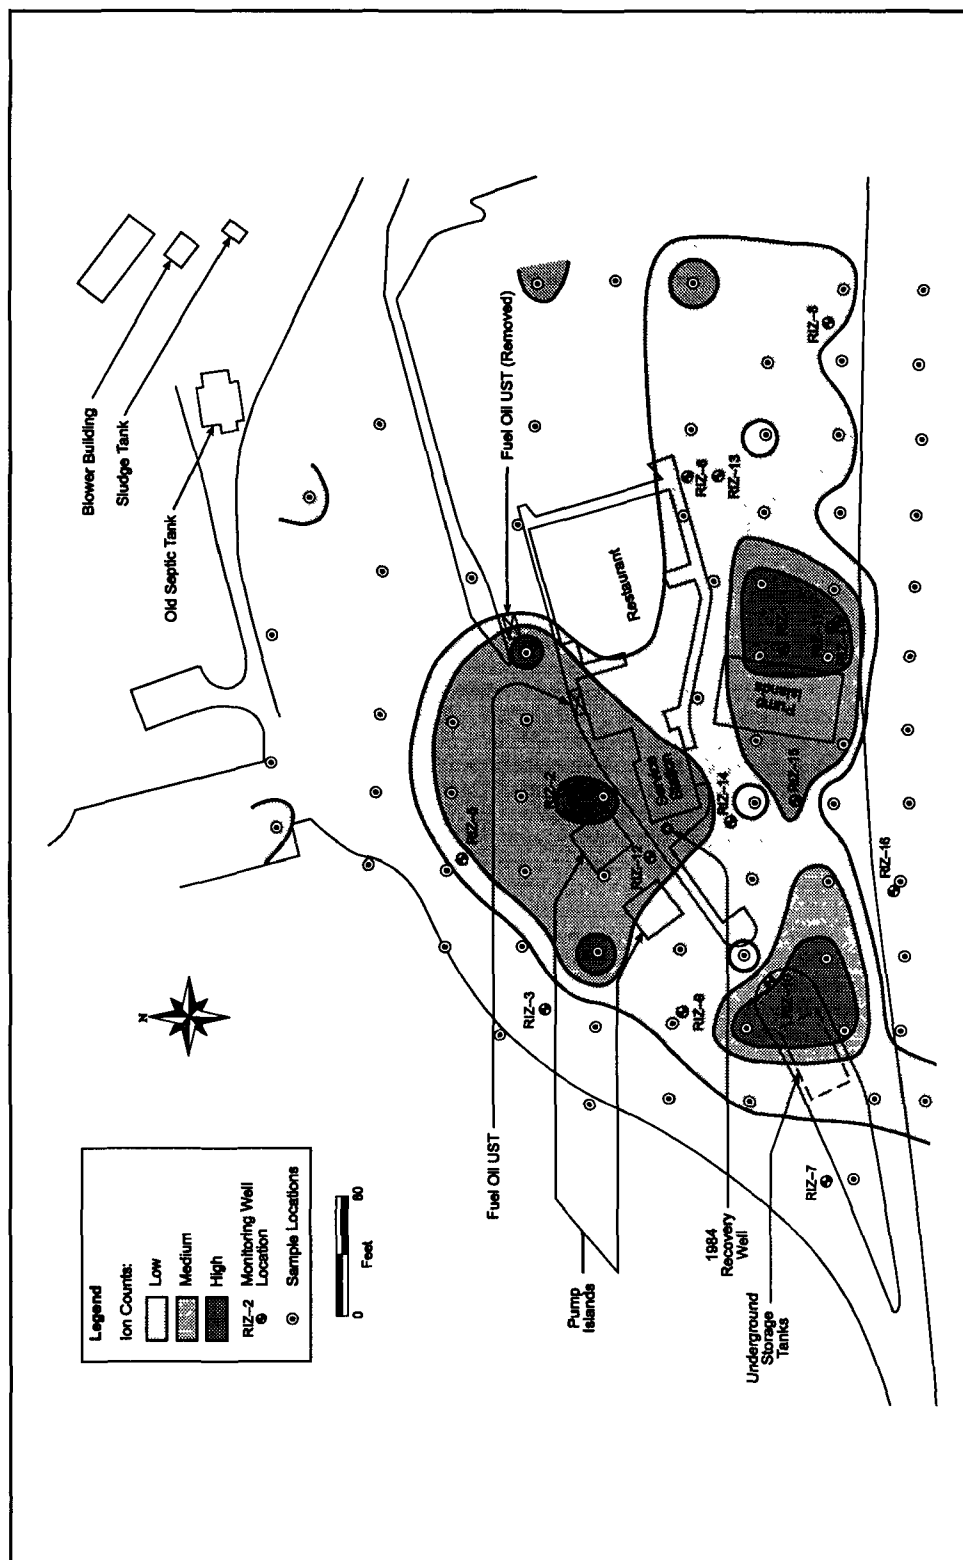 Blower Building
Sludge Tank
Old Septic Tank
Fuel Oil UST (Removed)
Restaurant
RIZ-8
RIZ-6
RIZ-13
Pump
Islands
RIZ-15
RIZ-14
Service
Station
RIZ-2
RIZ-5
RIZ-12
RIZ-16
N
RIZ-3
RIZ-9
RIZ-7
Fuel Oil UST
Pump
Islands
1984
Recovery
Well
Underground
Storage
Tanks
Legend
Ion Counts:
Low
Medium
High
RIZ-2 Monitoring Well
Location
Sample Locations
0 60
Feet